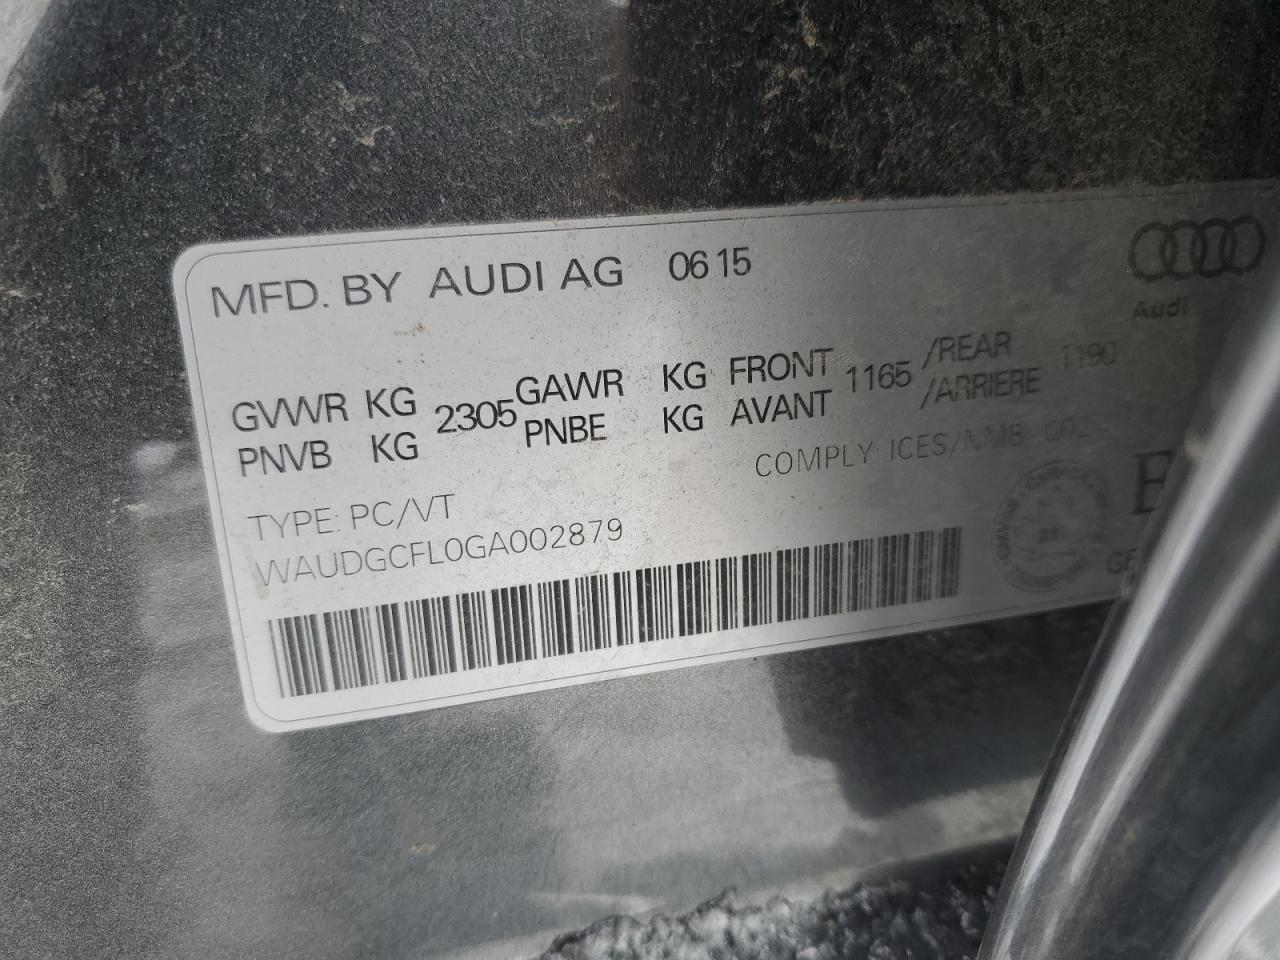 MFD. BY AUDI AG 06 15
Audi
GVWR KG 2305 GAWR KG FRONT 1165 /REAR 1190
PNVB KG PNBE KG AVANT /ARRIERE
COMPLY: ICES/NMB 002
TYPE: PC/VT
WAUDGCFL0GA002879